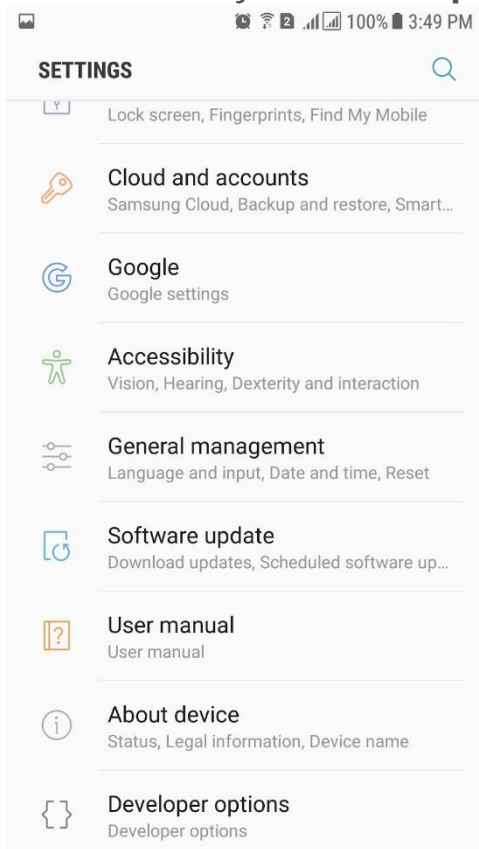 2 100% 3:49 PM
SETTINGS
Lock screen, Fingerprints, Find My Mobile
Cloud and accounts
Samsung Cloud, Backup and restore, Smart...
Google
Google settings
Accessibility
Vision, Hearing, Dexterity and interaction
General management
Language and input, Date and time, Reset
Software update
Download updates, Scheduled software up...
User manual
User manual
About device
Status, Legal information, Device name
Developer options
Developer options